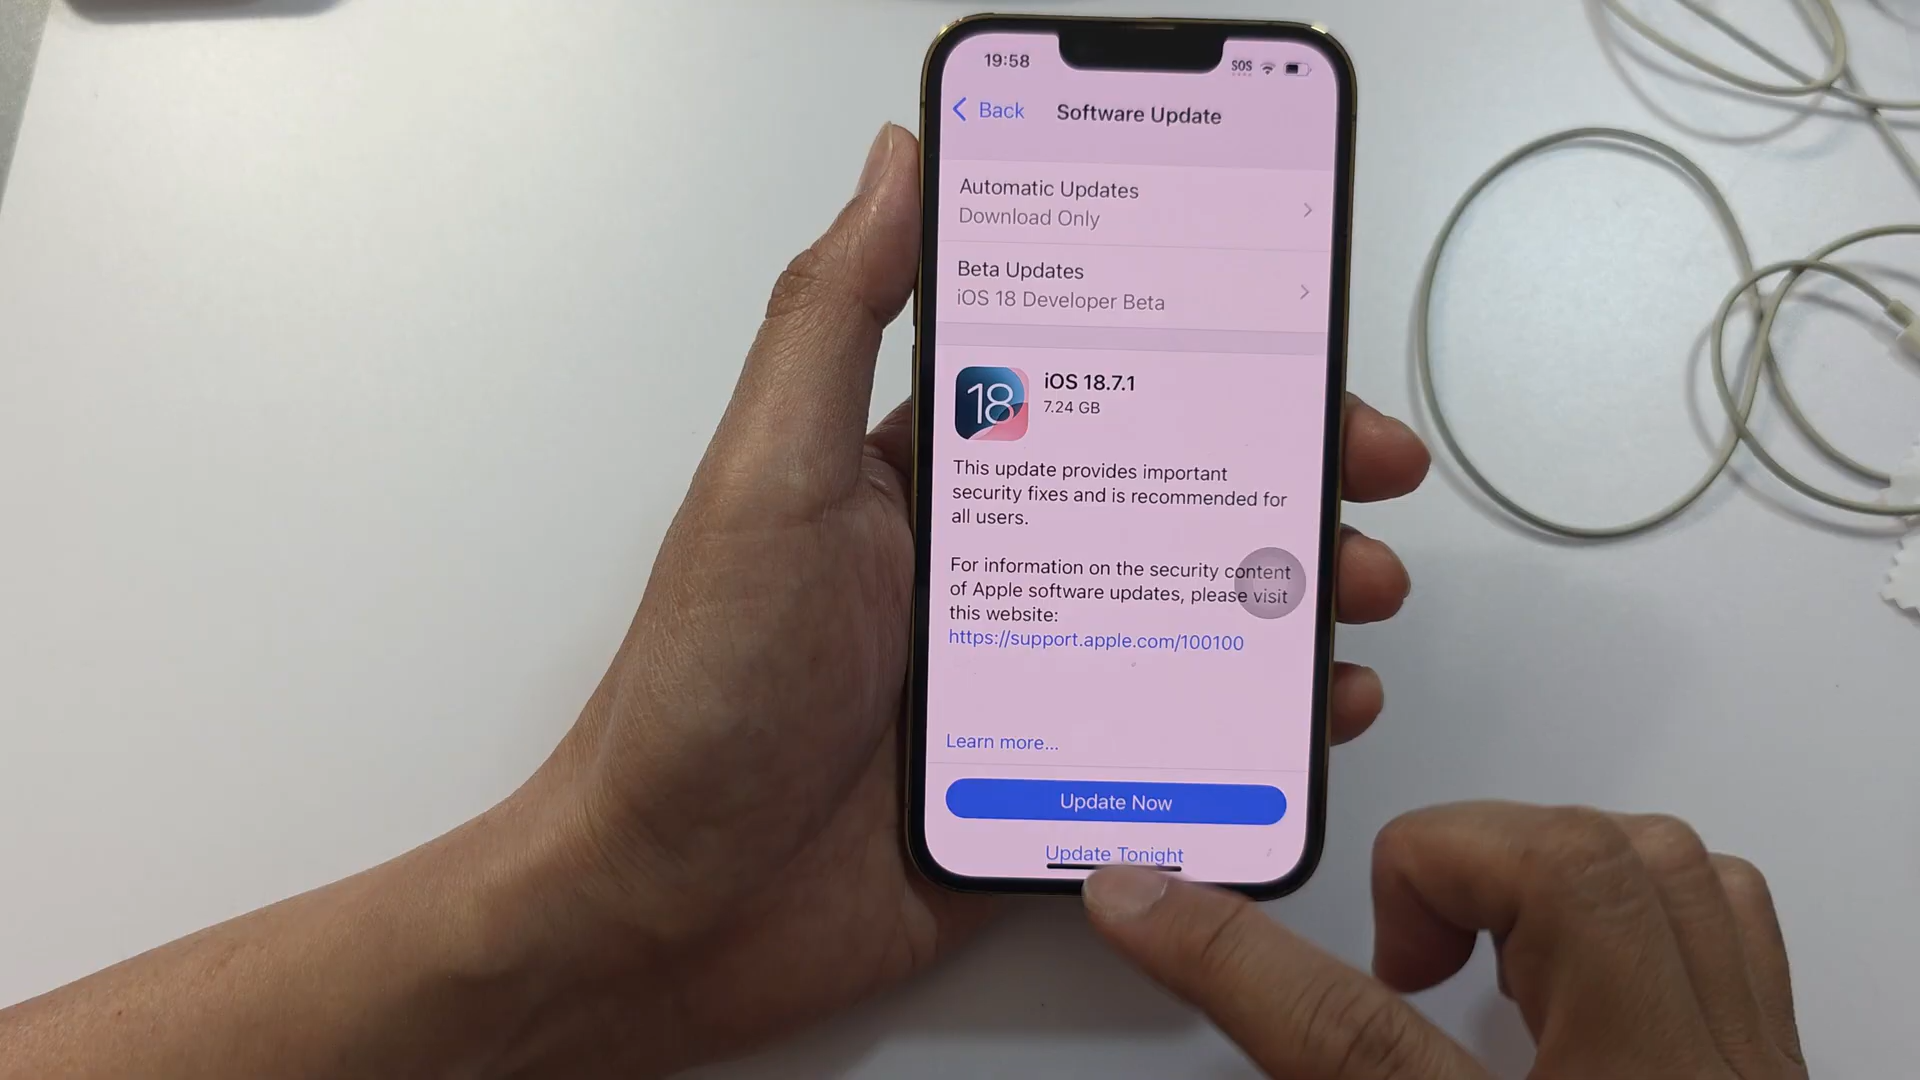 19:58
SOS
Back
Software Update
Automatic Updates
Download Only
Beta Updates
iOS 18 Developer Beta
18
iOS 18.7.1
7.24 GB
This update provides important
security fixes and is recommended for
all users.
For information on the security content
of Apple software updates, please visit
this website:
https://support.apple.com/100100
Learn more...
Update Now
Update Tonight